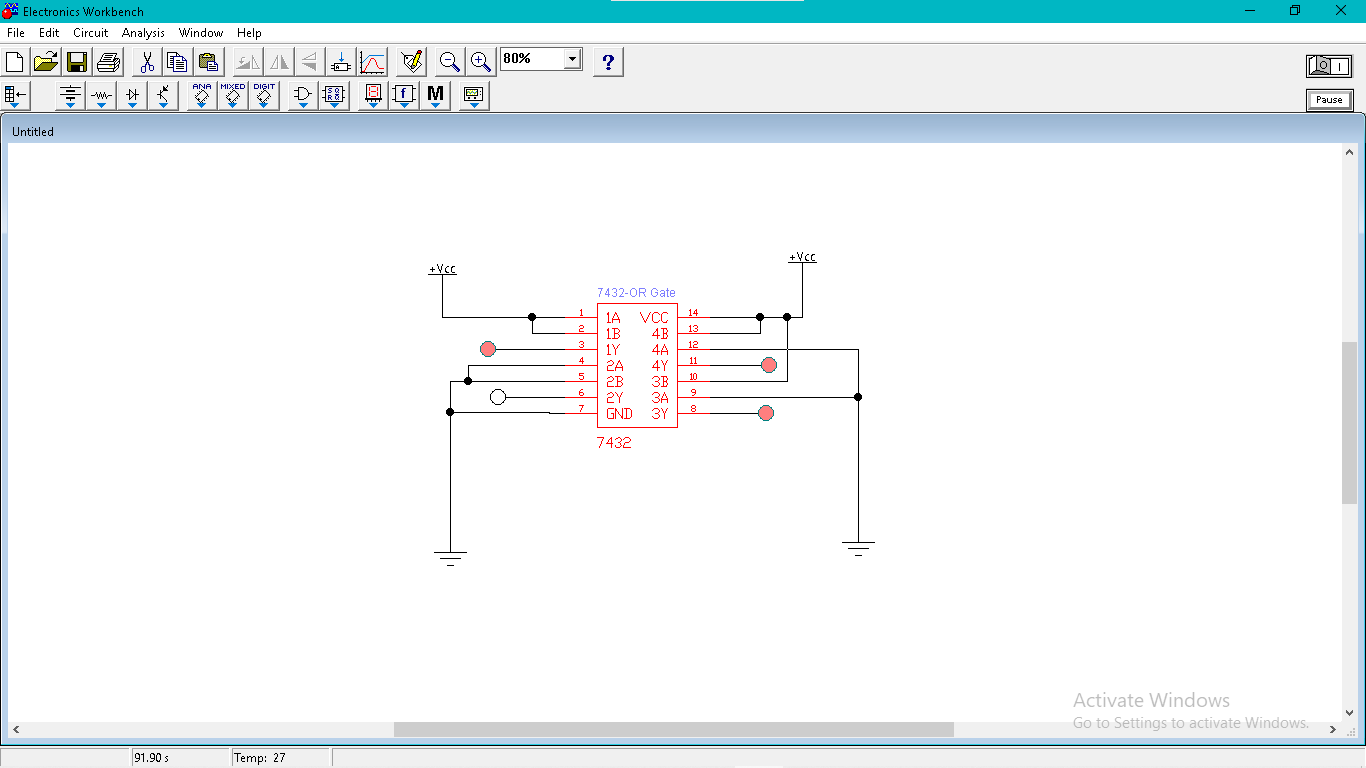 Electronics Workbench
File Edit Circuit Analysis Window Help
80%
?
ANA MIXED DIGIT
f
M
Pause
Untitled
+Vcc
+Vcc
7432-OR Gate
1 1A VCC 14
2 1B 4B 13
3 1Y 4A 12
4 2A 4Y 11
5 2B 3B 10
6 2Y 3A 9
7 GND 3Y 8
7432
Activate Windows
Go to Settings to activate Windows.
91.90 s Temp: 27